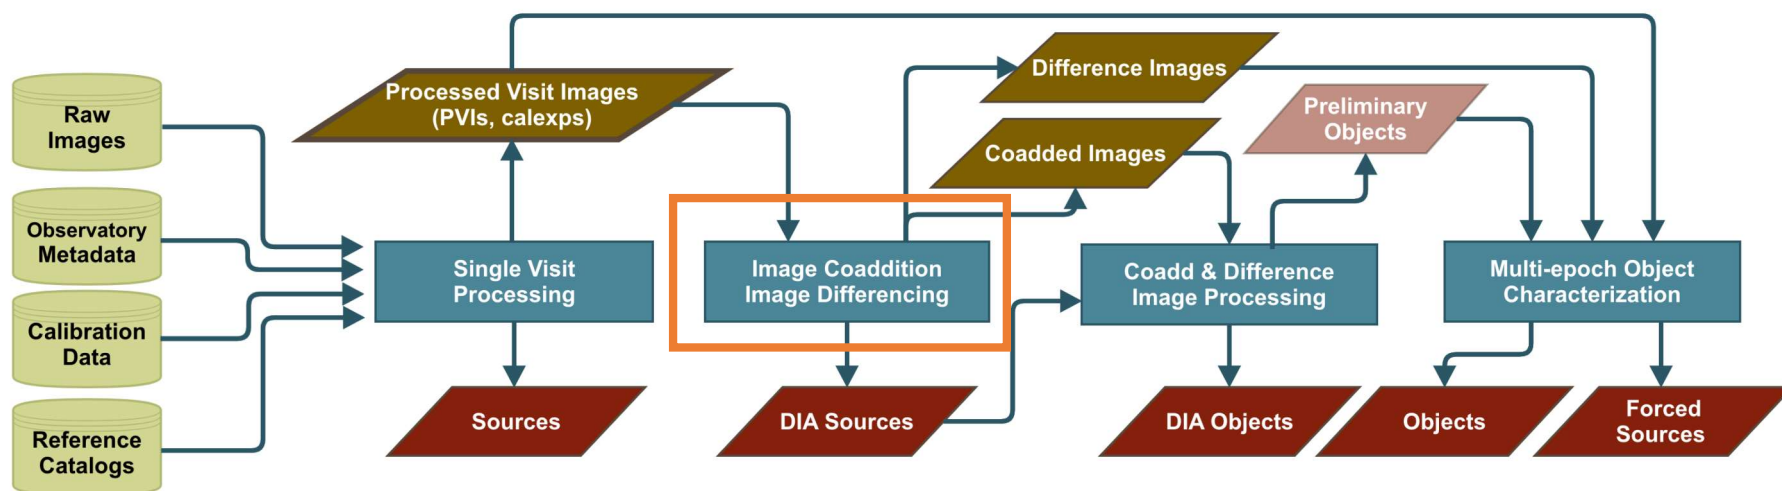 Raw
Images
Observatory
Metadata
Calibration
Data
Reference
Catalogs
Processed Visit Images
(PVIs, calexps)
Single Visit
Processing
Sources
Image Coaddition
Image Differencing
DIA Sources
Difference Images
Coadded Images
Coadd & Difference
Image Processing
DIA Objects
Preliminary
Objects
Multi-epoch Object
Characterization
Objects
Forced
Sources